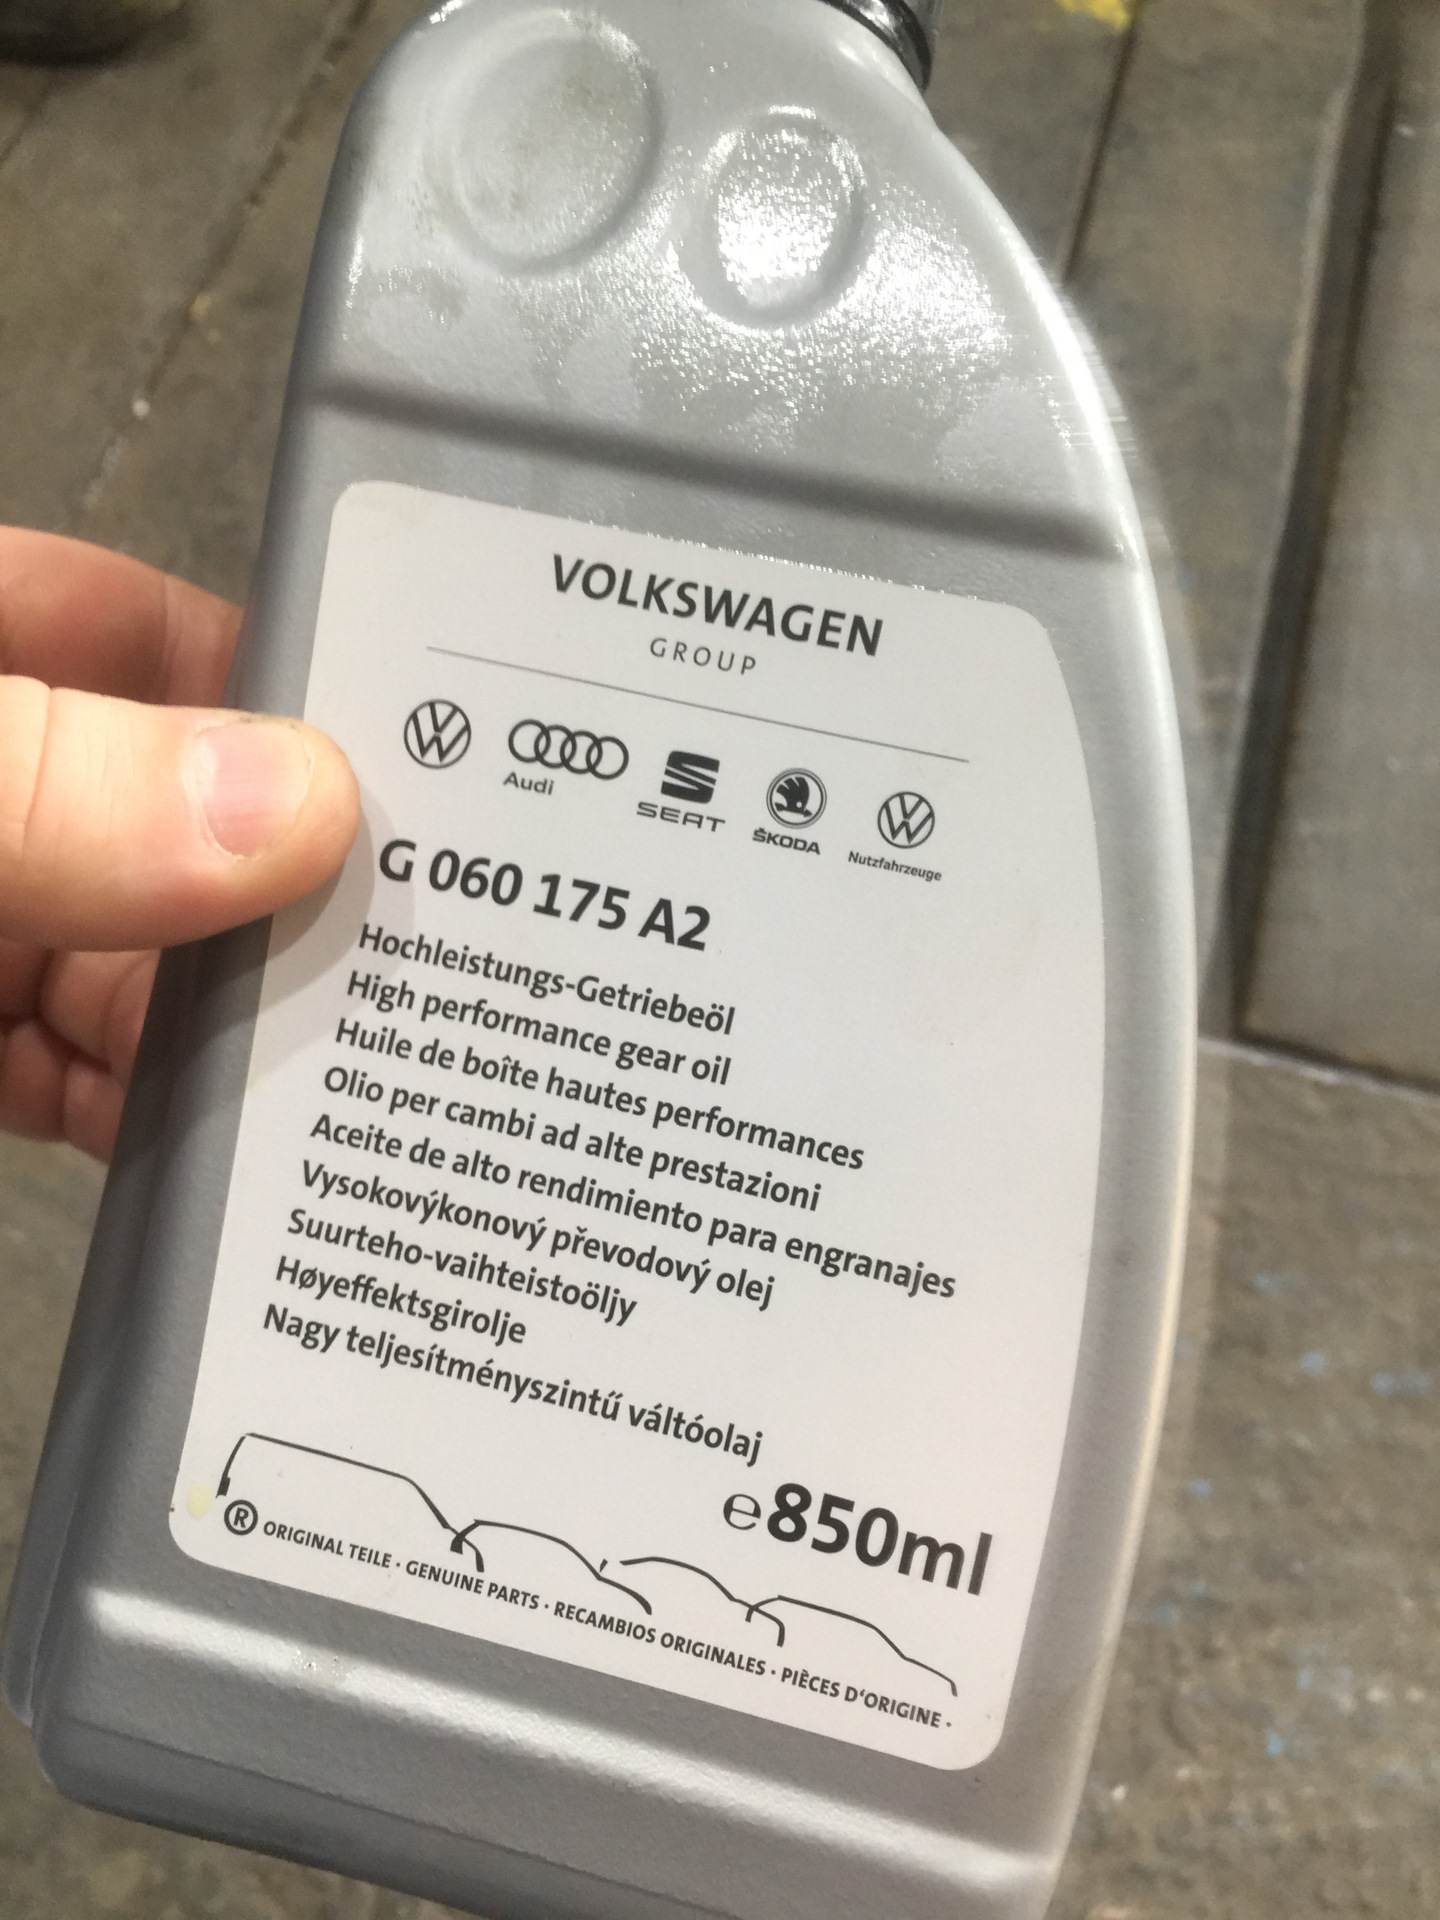 VOLKSWAGEN
GROUP
Audi
SEAT
ŠKODA
Nutzfahrzeuge
G 060 175 A2
Hochleistungs-Getriebeöl
High performance gear oil
Huile de boîte hautes performances
Olio per cambi ad alte prestazioni
Aceite de alto rendimiento para engranajes
Vysokovýkonový převodový olej
Suurteho-vaihteistoöljy
Høyeffektsgirolje
Nagy teljesítményszintű váltóolaj
℮850ml
® ORIGINAL TEILE · GENUINE PARTS · RECAMBIOS ORIGINALES · PIÈCES D‘ORIGINE ·